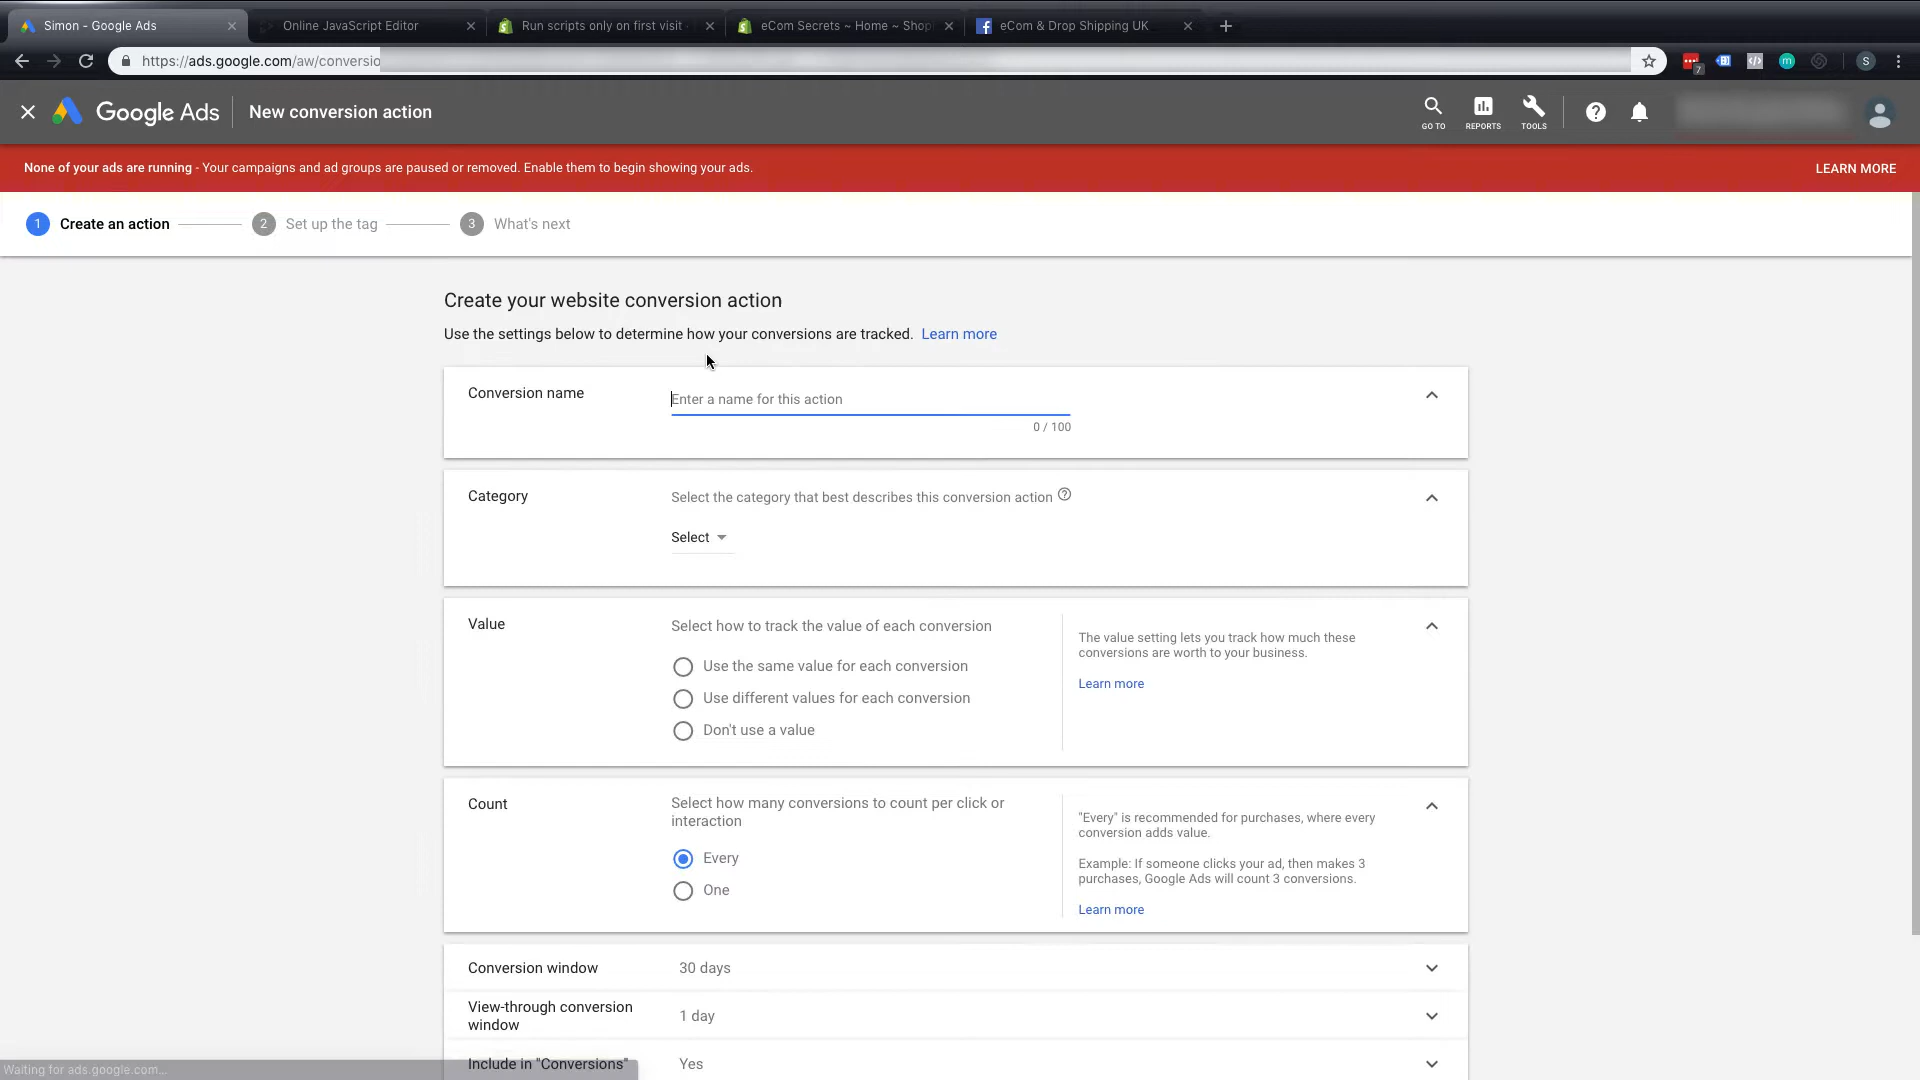 Simon - Google Ads
Online JavaScript Editor
Run scripts only on first visit
eCom Secrets ~ Home ~ Shop
eCom & Drop Shipping UK
https://ads.google.com/aw/conversio
7
S
Google Ads
New conversion action
GO TO
REPORTS
TOOLS
None of your ads are running - Your campaigns and ad groups are paused or removed. Enable them to begin showing your ads.
LEARN MORE
1 Create an action
2 Set up the tag
3 What's next
Create your website conversion action
Use the settings below to determine how your conversions are tracked. Learn more
Conversion name
Enter a name for this action
0 / 100
Category
Select the category that best describes this conversion action
Select
Value
Select how to track the value of each conversion
Use the same value for each conversion
Use different values for each conversion
Don't use a value
The value setting lets you track how much these
conversions are worth to your business.
Learn more
Count
Select how many conversions to count per click or
interaction
Every
One
"Every" is recommended for purchases, where every
conversion adds value.
Example: If someone clicks your ad, then makes 3
purchases, Google Ads will count 3 conversions.
Learn more
Conversion window
30 days
View-through conversion
window
1 day
Include in "Conversions"
Yes
Waiting for ads.google.com...